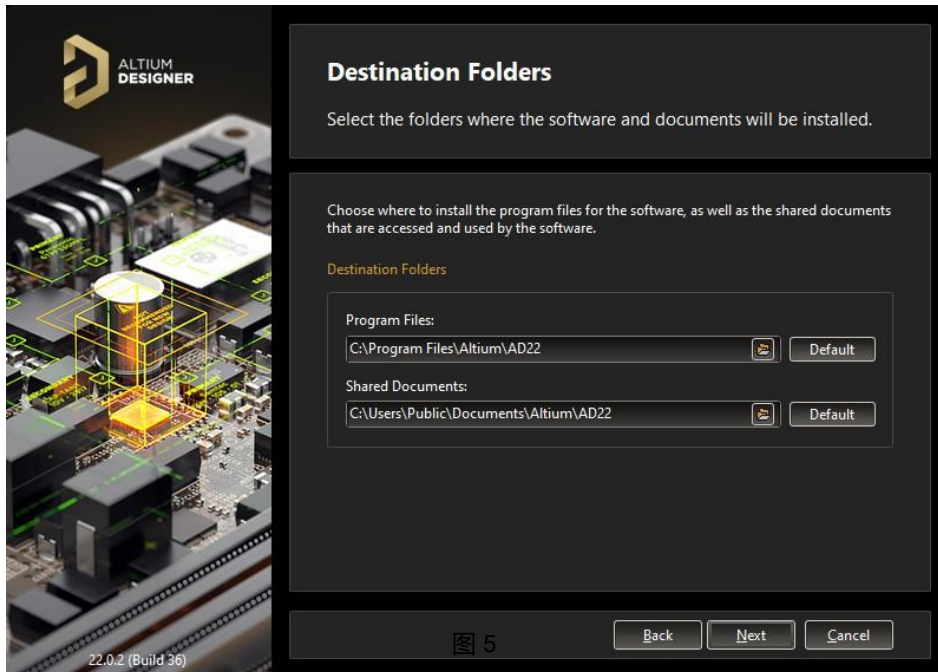 ALTIUM
DESIGNER
Destination Folders
Select the folders where the software and documents will be installed.
Choose where to install the program files for the software, as well as the shared documents
that are accessed and used by the software.
Destination Folders
Program Files:
C:\Program Files\Altium\AD22
Default
Shared Documents:
C:\Users\Public\Documents\Altium\AD22
Default
图 5
Back
Next
Cancel
22.0.2 (Build 36)